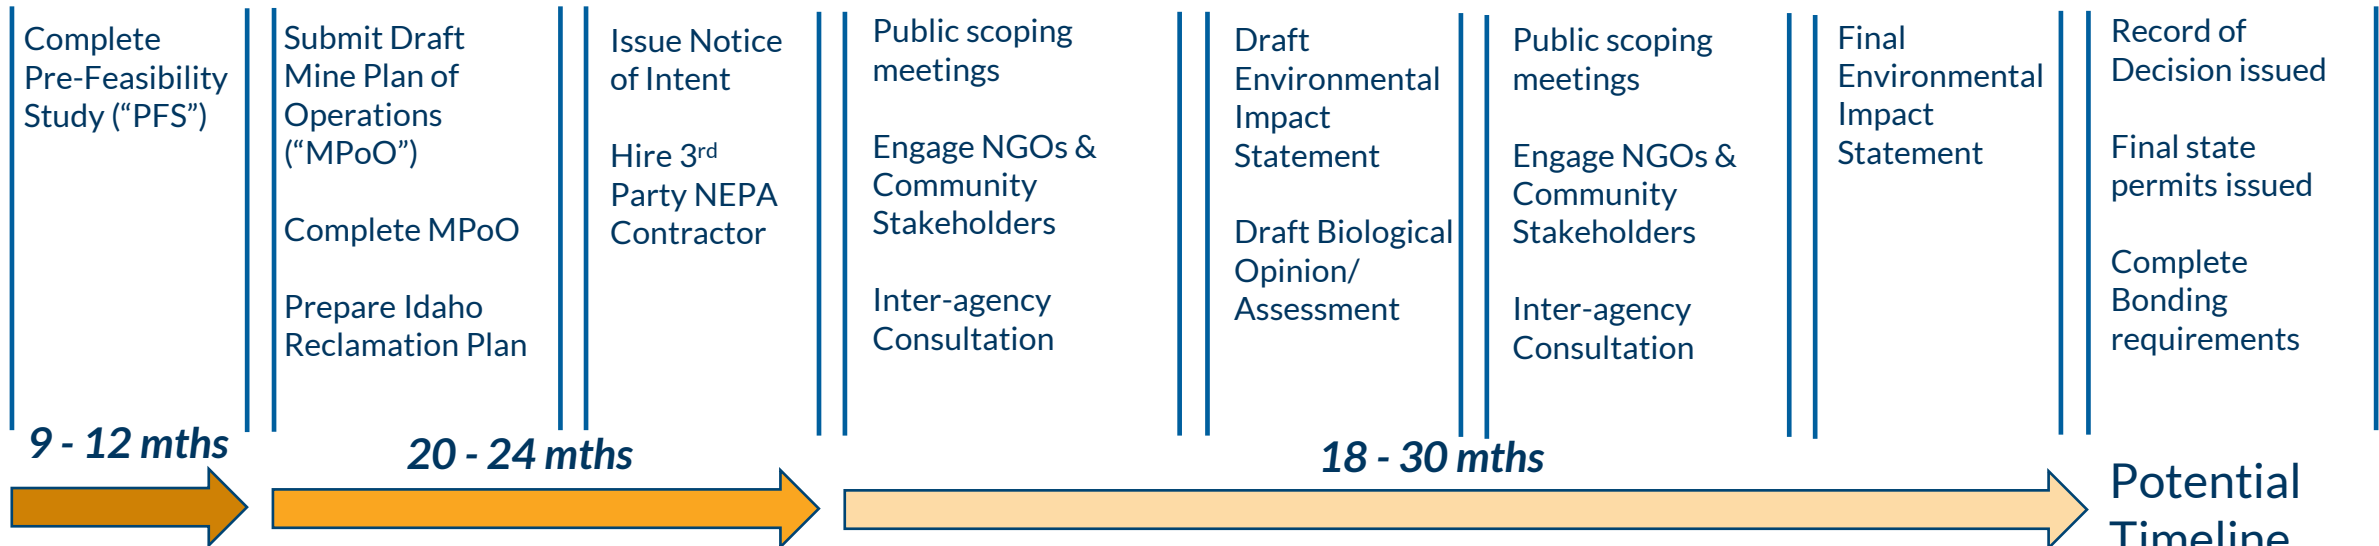 Complete
Pre-Feasibility
Study (“PFS”)
Submit Draft
Mine Plan of
Operations
(“MPoO”)
Complete MPoO
Prepare Idaho
Reclamation Plan
Issue Notice
of Intent
Hire 3rd
Party NEPA
Contractor
Public scoping
meetings
Engage NGOs &
Community
Stakeholders
Inter-agency
Consultation
Draft
Environmental
Impact
Statement
Draft Biological
Opinion/
Assessment
Public scoping
meetings
Engage NGOs &
Community
Stakeholders
Inter-agency
Consultation
Final
Environmental
Impact
Statement
Record of
Decision issued
Final state
permits issued
Complete
Bonding
requirements
9 - 12 mths
20 - 24 mths
18 - 30 mths
Potential
Timeline